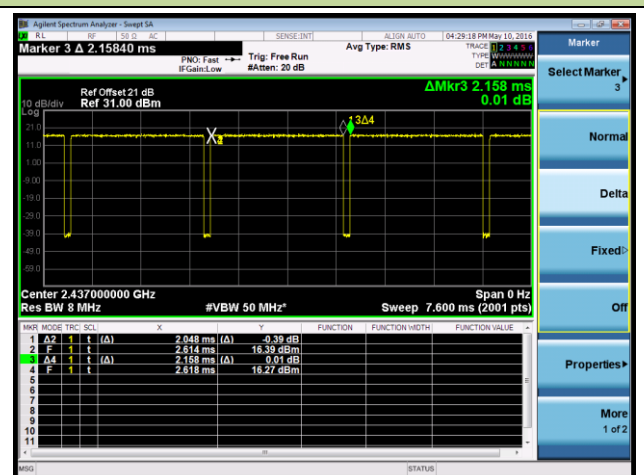 Agilent Spectrum Analyzer - Swept SA
RL RF 50 Ω AC SENSE:INT ALIGN AUTO 04:29:18 PM May 10, 2016
Marker 3 Δ 2.15840 ms
PNO: Fast
IFGain:Low
Trig: Free Run
#Atten: 20 dB
Avg Type: RMS
TRACE 1 2 3 4 5 6
TYPE WWWWWW
DET A N N N N N
Ref Offset 21 dB
10 dB/div Ref 31.00 dBm
ΔMkr3 2.158 ms
0.01 dB
Log
21.0
11.0
1.00
-9.00
-19.0
-29.0
-39.0
-49.0
-59.0
2
1 3Δ4
Center 2.437000000 GHz Span 0 Hz
Res BW 8 MHz #VBW 50 MHz* Sweep 7.600 ms (2001 pts)
MKR MODE TRC SCL X Y FUNCTION FUNCTION WIDTH FUNCTION VALUE
1 Δ2 1 t (Δ) 2.048 ms (Δ) -0.39 dB
2 F 1 t 2.614 ms 16.39 dBm
3 Δ4 1 t (Δ) 2.158 ms (Δ) 0.01 dB
4 F 1 t 2.618 ms 16.27 dBm
5
6
7
8
9
10
11
MSG STATUS
Marker
Select Marker
3
Normal
Delta
Fixed
Off
Properties
More
1 of 2